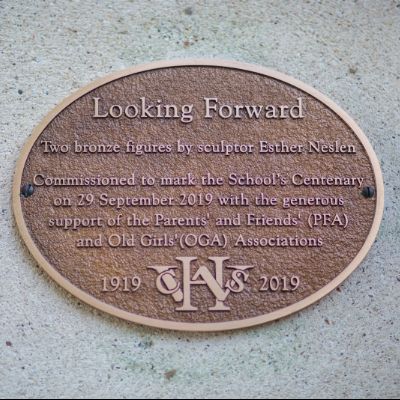 Looking Forward
Two bronze figures by sculptor Esther Neslen
Commissioned to mark the School's Centenary
on 29 September 2019 with the generous
support of the Parents' and Friends' (PFA)
and Old Girls' (OGA) Associations
1919 CWHS 2019